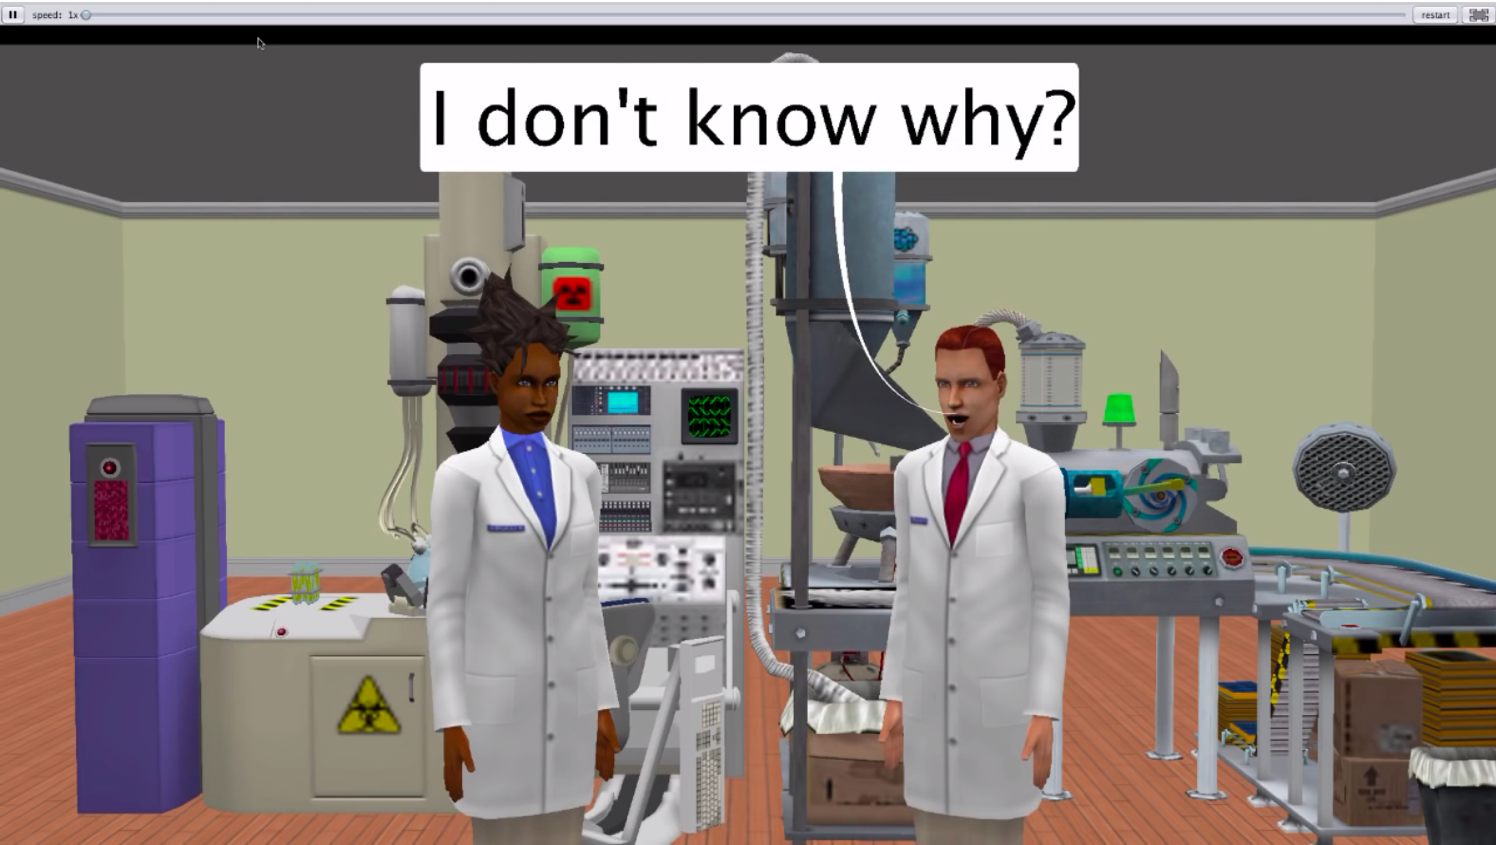 speed: 1x
restart
I don't know why?